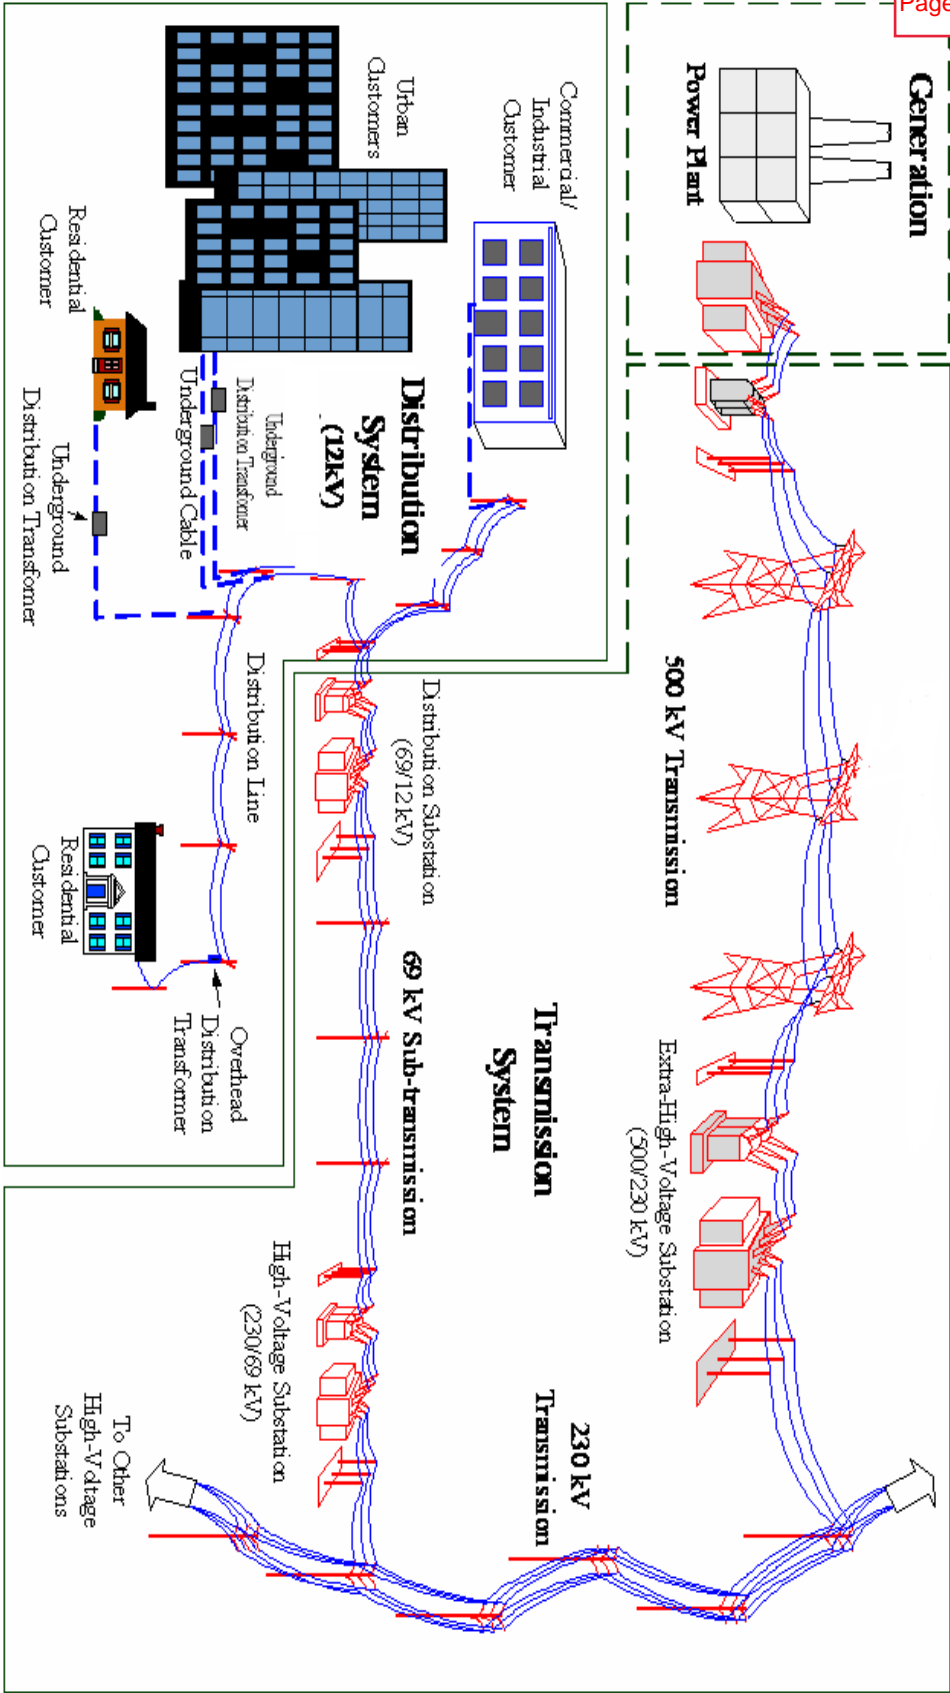 Page
Generation
Power Plant
500 kV Transmission
Extra-High-Voltage Substation
(500/230 kV)
Transmission
System
230 kV
Transmission
Commercial/
Industrial
Customer
Urban
Customers
Distribution
System
(12kV)
Distribution Substation
(69/12kV)
69 kV Sub-transmission
High-Voltage Substation
(230/69 kV)
Underground
Distribution Transfomer
Underground Cable
Distribution Line
Overhead
Distribution
Transformer
Residential
Customer
Underground
Distribution Transformer
Residential
Customer
To Other
High-Voltage
Substations